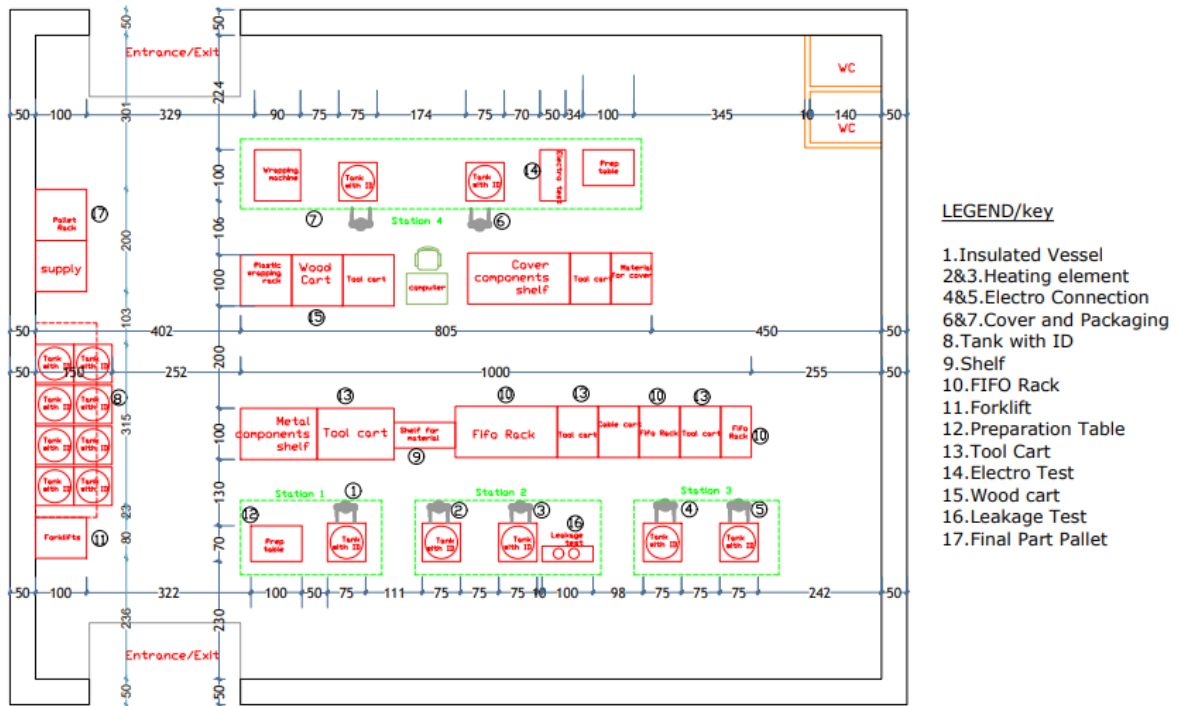 50 50
Entrance/Exit
WC
301 224
50 100 329 90 75 75 174 75 70 50 34 100 345 10 140 50
WC
Wrapping machine
Tank with ID
Tank with ID
14
Electro test
Prep table
100
LEGEND/key
17
Pallet Rack
7
Station 4
6
106
200
supply
1.Insulated Vessel
2&3.Heating element
4&5.Electro Connection
6&7.Cover and Packaging
8.Tank with ID
9.Shelf
10.FIFO Rack
11.Forklift
12.Preparation Table
13.Tool Cart
14.Electro Test
15.Wood cart
16.Leakage Test
17.Final Part Pallet
100
Plastic wrapping rack
Wood Cart
Tool cart
computer
Cover components shelf
Tool cart
Material for cover
15
103
50 402 805 450 50
200
50 150 252 1000 255 50
Tank with ID
Tank with ID
8
Tank with ID
Tank with ID
Tank with ID
Tank with ID
Tank with ID
Tank with ID
315
13
10
13
10
13
100
Metal components shelf
Tool cart
Shelf for material
Fifo Rack
Tool cart
Cable cart
Fifo Rack
Tool cart
Fifo Rack
10
9
130
Station 1
Station 2
Station 3
1
2
3
4
5
12
16
23
Forklifts
11
80
70
Prep table
Tank with ID
Tank with ID
Tank with ID
Leakage test
Tank with ID
Tank with ID
50 100 322 100 50 75 111 75 75 75 10 100 98 75 75 75 242 50
236 230
Entrance/Exit
50 50